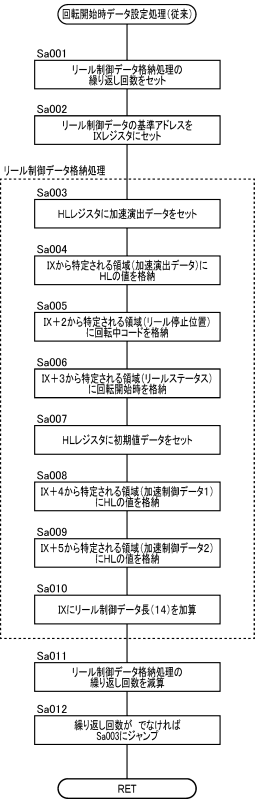 回転開始時データ設定処理(従来)
Sa001
リール制御データ格納処理の
繰り返し回数をセット
Sa002
リール制御データの基準アドレスを
IXレジスタにセット
リール制御データ格納処理
Sa003
HLレジスタに加速演出データをセット
Sa004
IXから特定される領域(加速演出データ)に
HLの値を格納
Sa005
IX+2から特定される領域(リール停止位置)
に回転中コードを格納
Sa006
IX+3から特定される領域(リールステータス)
に回転開始時を格納
Sa007
HLレジスタに初期値データをセット
Sa008
IX+4から特定される領域(加速制御データ1)
にHLの値を格納
Sa009
IX+5から特定される領域(加速制御データ2)
にHLの値を格納
Sa010
IXにリール制御データ長(14)を加算
Sa011
リール制御データ格納処理の
繰り返し回数を減算
Sa012
繰り返し回数が でなければ
Sa003にジャンプ
RET